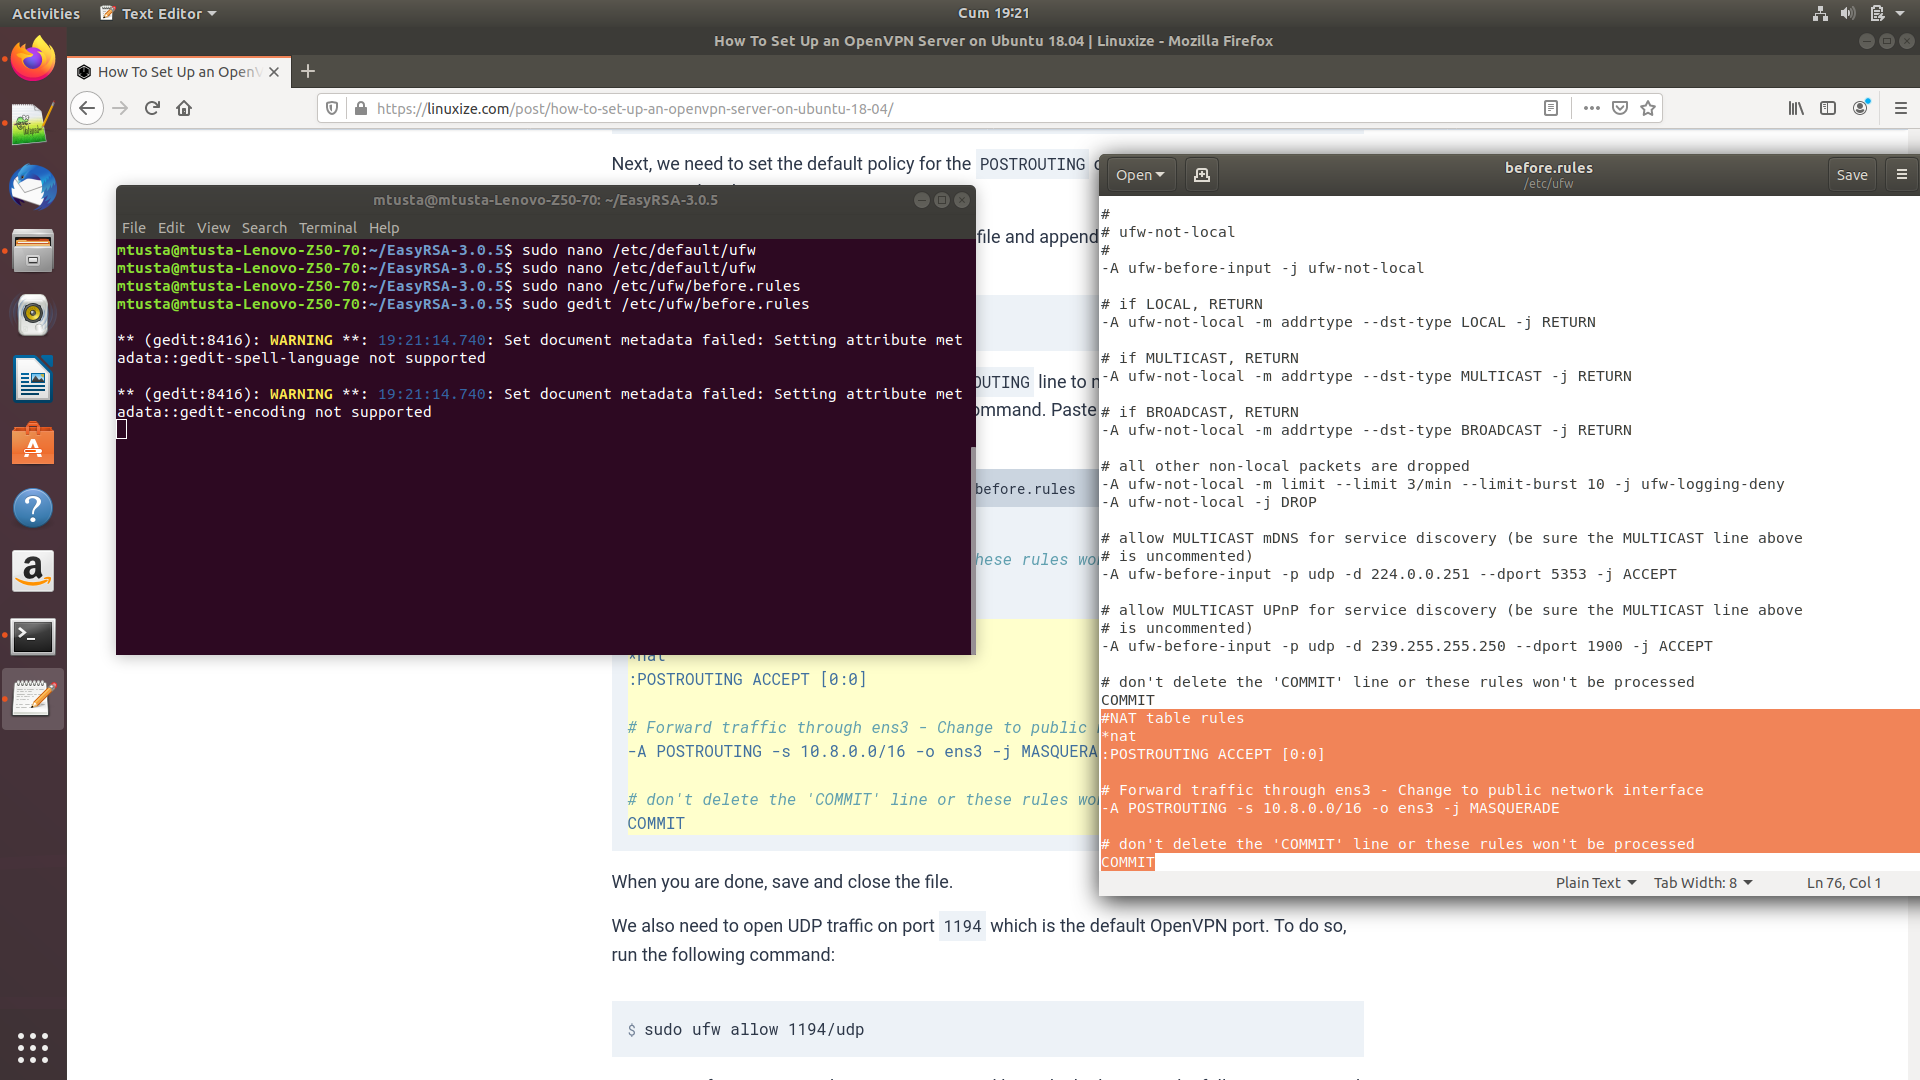 Activities
Text Editor
Cum 19:21
How To Set Up an OpenVPN Server on Ubuntu 18.04 | Linuxize - Mozilla Firefox
How To Set Up an OpenV
https://linuxize.com/post/how-to-set-up-an-openvpn-server-on-ubuntu-18-04/
Next, we need to set the default policy for the POSTROUTING
file and append
OUTING line to
ommand. Paste
before.rules
hese rules
*nat
:POSTROUTING ACCEPT [0:0]
# Forward traffic through ens3 - Change to public
-A POSTROUTING -s 10.8.0.0/16 -o ens3 -j MASQUERA
# don't delete the 'COMMIT' line or these rules
COMMIT
When you are done, save and close the file.
We also need to open UDP traffic on port 1194 which is the default OpenVPN port. To do so,
run the following command:
$ sudo ufw allow 1194/udp
mtusta@mtusta-Lenovo-Z50-70: ~/EasyRSA-3.0.5
File Edit View Search Terminal Help
mtusta@mtusta-Lenovo-Z50-70:~/EasyRSA-3.0.5$ sudo nano /etc/default/ufw
mtusta@mtusta-Lenovo-Z50-70:~/EasyRSA-3.0.5$ sudo nano /etc/default/ufw
mtusta@mtusta-Lenovo-Z50-70:~/EasyRSA-3.0.5$ sudo nano /etc/ufw/before.rules
mtusta@mtusta-Lenovo-Z50-70:~/EasyRSA-3.0.5$ sudo gedit /etc/ufw/before.rules
** (gedit:8416): WARNING **: 19:21:14.740: Set document metadata failed: Setting attribute met
adata::gedit-spell-language not supported
** (gedit:8416): WARNING **: 19:21:14.740: Set document metadata failed: Setting attribute met
adata::gedit-encoding not supported
Open
before.rules
/etc/ufw
Save
#
# ufw-not-local
#
-A ufw-before-input -j ufw-not-local
# if LOCAL, RETURN
-A ufw-not-local -m addrtype --dst-type LOCAL -j RETURN
# if MULTICAST, RETURN
-A ufw-not-local -m addrtype --dst-type MULTICAST -j RETURN
# if BROADCAST, RETURN
-A ufw-not-local -m addrtype --dst-type BROADCAST -j RETURN
# all other non-local packets are dropped
-A ufw-not-local -m limit --limit 3/min --limit-burst 10 -j ufw-logging-deny
-A ufw-not-local -j DROP
# allow MULTICAST mDNS for service discovery (be sure the MULTICAST line above
# is uncommented)
-A ufw-before-input -p udp -d 224.0.0.251 --dport 5353 -j ACCEPT
# allow MULTICAST UPnP for service discovery (be sure the MULTICAST line above
# is uncommented)
-A ufw-before-input -p udp -d 239.255.255.250 --dport 1900 -j ACCEPT
# don't delete the 'COMMIT' line or these rules won't be processed
COMMIT
#NAT table rules
*nat
:POSTROUTING ACCEPT [0:0]
# Forward traffic through ens3 - Change to public network interface
-A POSTROUTING -s 10.8.0.0/16 -o ens3 -j MASQUERADE
# don't delete the 'COMMIT' line or these rules won't be processed
COMMIT
Plain Text
Tab Width: 8
Ln 76, Col 1